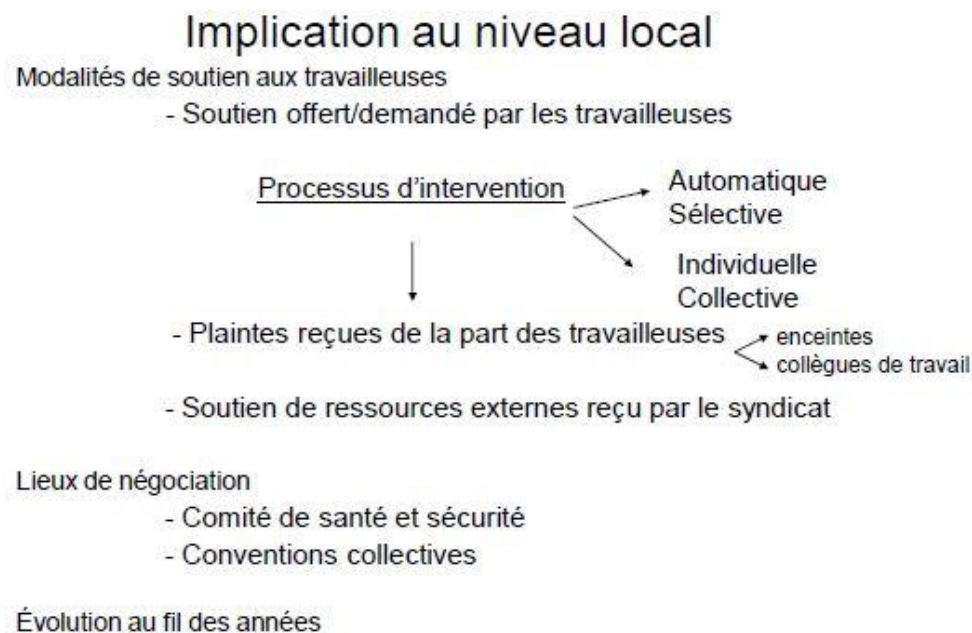 Implication au niveau local
Modalités de soutien aux travailleuses
- Soutien offert/demandé par les travailleuses
Processus d'intervention
Automatique
Sélective
Individuelle
Collective
- Plaintes reçues de la part des travailleuses
enceintes
collègues de travail
- Soutien de ressources externes reçu par le syndicat
Lieux de négociation
- Comité de santé et sécurité
- Conventions collectives
Évolution au fil des années